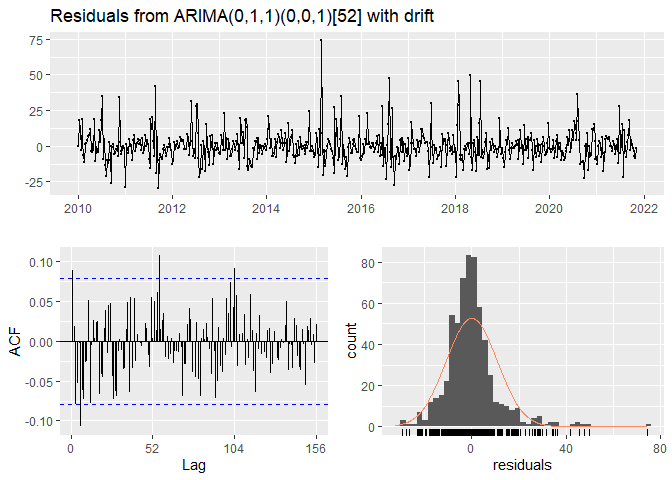 Residuals from ARIMA(0,1,1)(0,0,1)[52] with drift
75
50
25
0
-25
2010 2012 2014 2016 2018 2020 2022
ACF
0.10
0.05
0.00
-0.05
-0.10
0 52 104 156
Lag
count
80
60
40
20
0
0 40 80
residuals